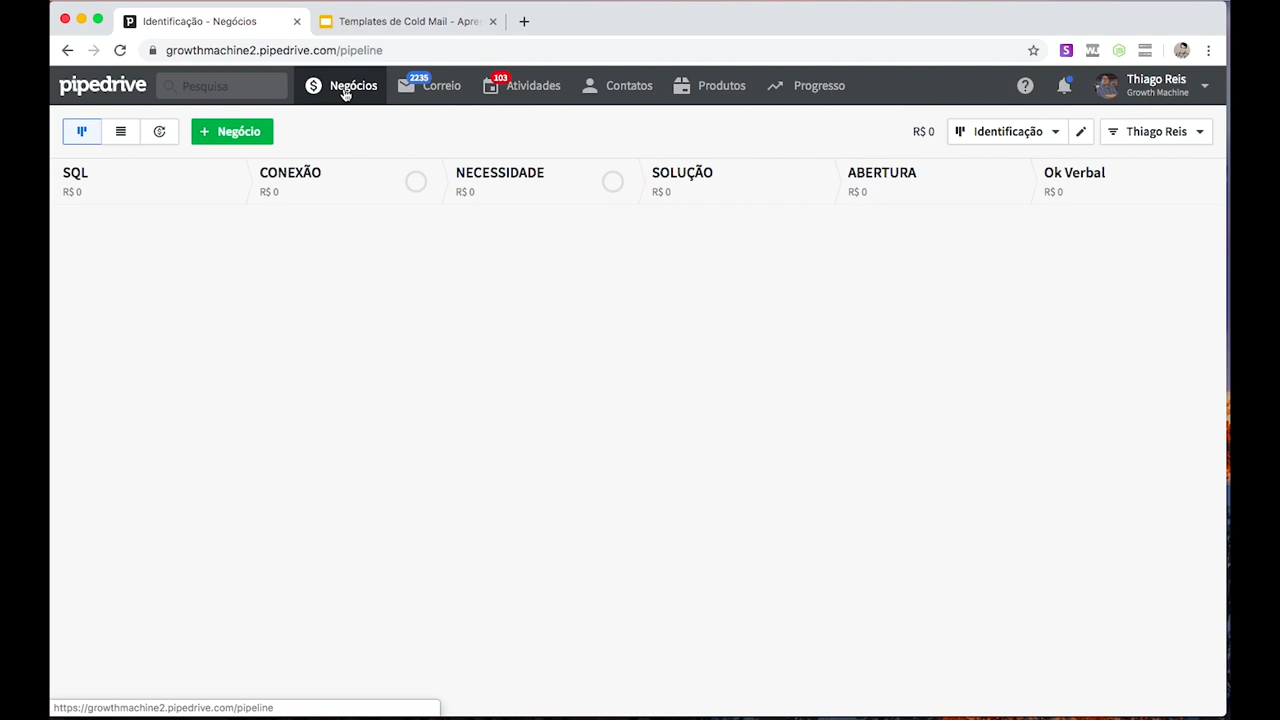 Identificação - Negócios
Templates de Cold Mail - Apre
growthmachine2.pipedrive.com/pipeline
pipedrive
Pesquisa
Negócios
2235
Correio
103
Atividades
Contatos
Produtos
Progresso
Thiago Reis
Growth Machine
+ Negócio
R$ 0
Identificação
Thiago Reis
SQL
R$ 0
CONEXÃO
R$ 0
NECESSIDADE
R$ 0
SOLUÇÃO
R$ 0
ABERTURA
R$ 0
Ok Verbal
R$ 0
https://growthmachine2.pipedrive.com/pipeline